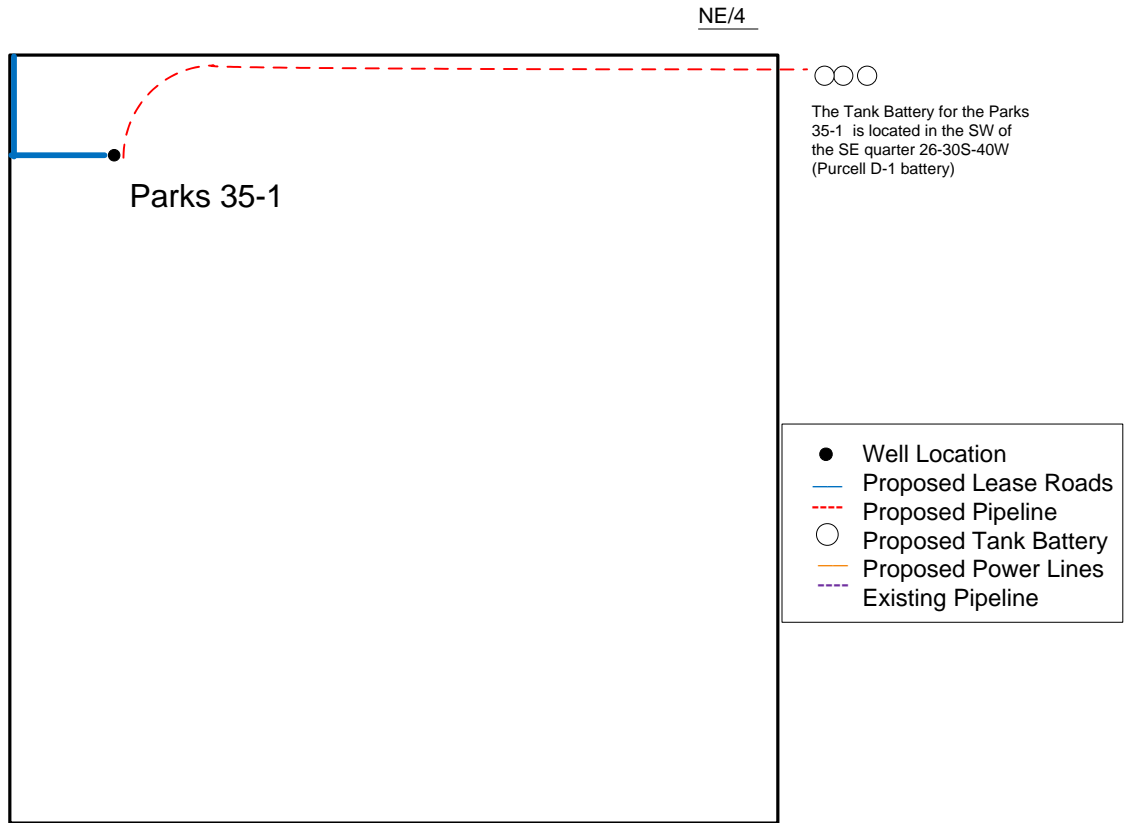 NE/4
The Tank Battery for the Parks
35-1 is located in the SW of
the SE quarter 26-30S-40W
(Purcell D-1 battery)
Parks 35-1
Well Location
Proposed Lease Roads
Proposed Pipeline
Proposed Tank Battery
Proposed Power Lines
Existing Pipeline